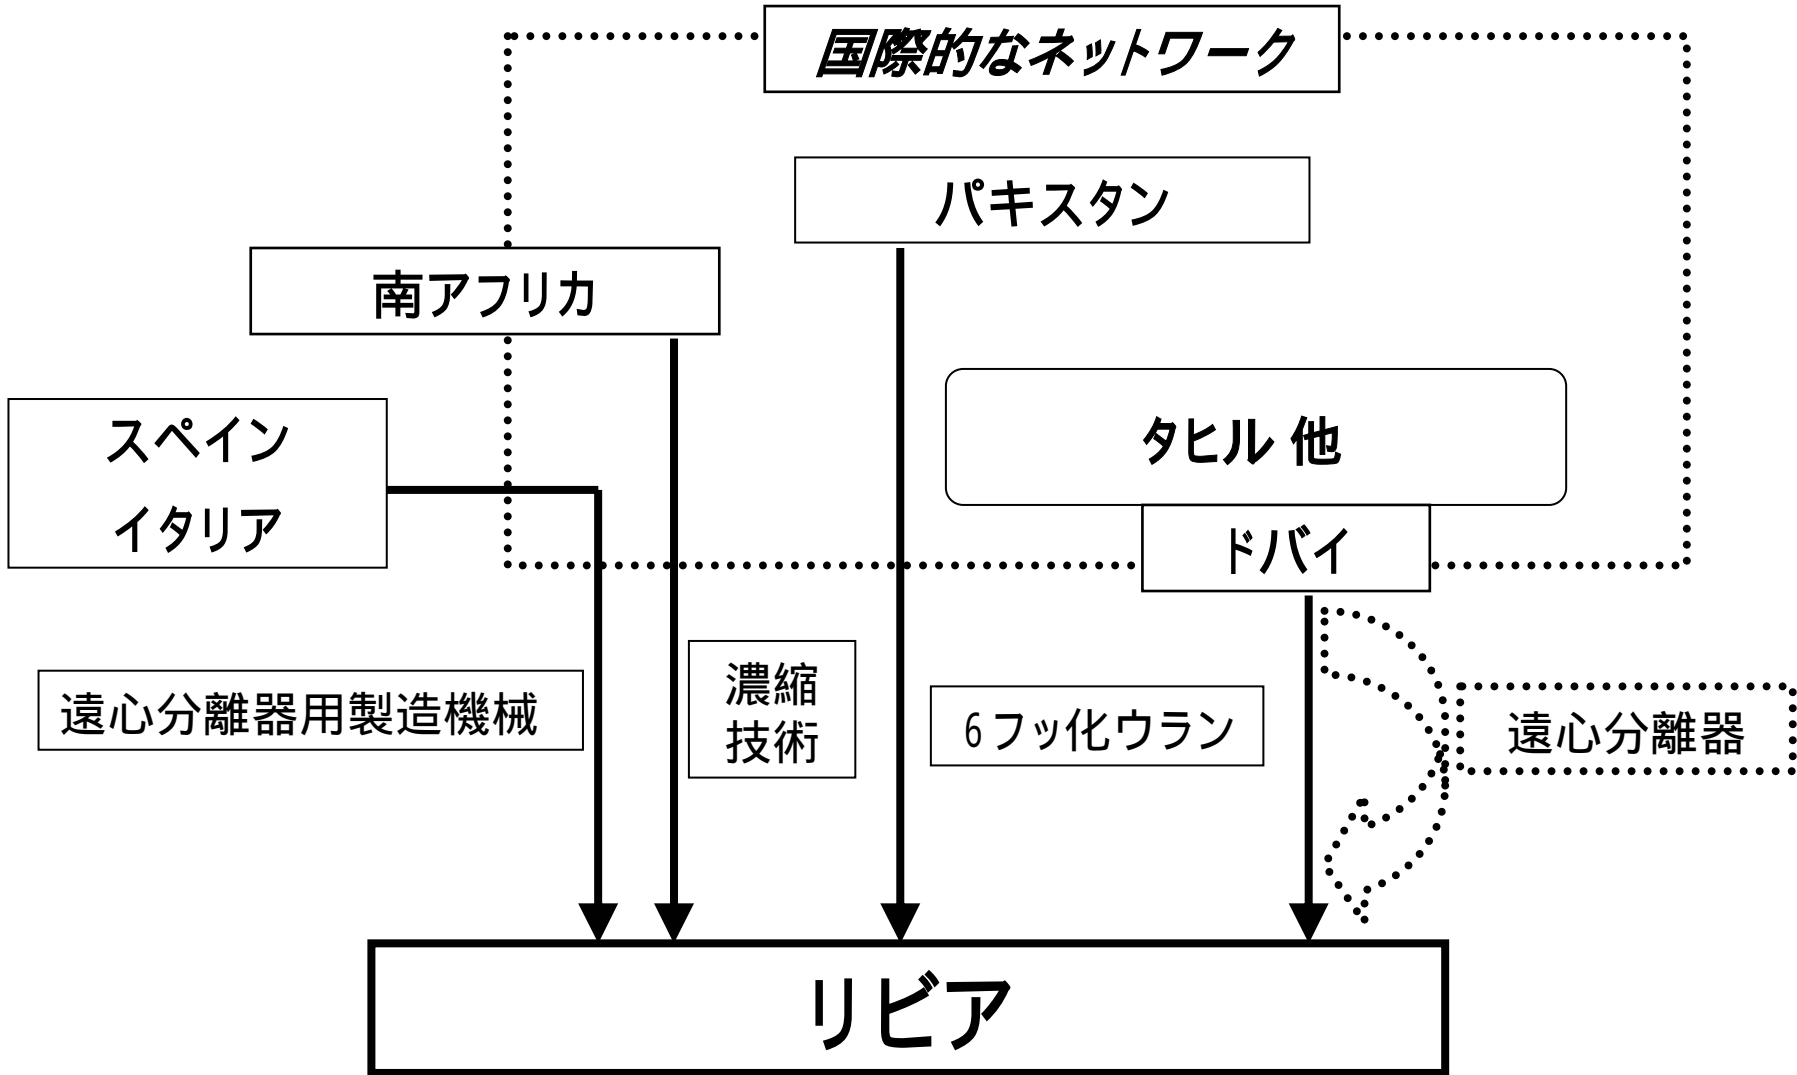 国際的なネットワーク
パキスタン
南アフリカ
スペイン
イタリア
タヒル 他
ドバイ
遠心分離器用製造機械
濃縮
技術
6フッ化ウラン
遠心分離器
リビア